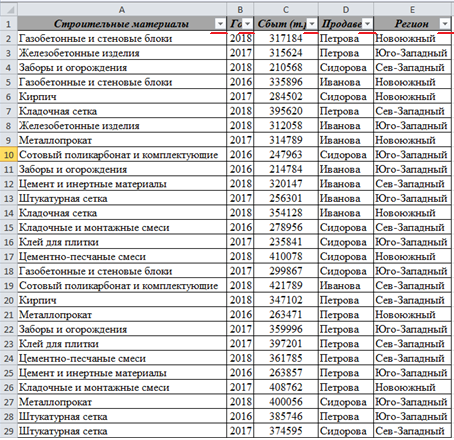 A B C D E
1 Строительные материалы Го Сбыт (т. Продаве Регион
2 Газобетонные и стеновые блоки 2018 317184 Петрова Новоюжный
3 Железобетонные изделия 2017 315624 Петрова Юго-Западный
4 Заборы и огорождения 2018 210568 Сидорова Сев-Западный
5 Газобетонные и стеновые блоки 2016 335896 Иванова Новоюжный
6 Кирпич 2017 284502 Сидорова Новоюжный
7 Кладочная сетка 2018 395620 Петрова Сев-Западный
8 Железобетонные изделия 2018 312058 Иванова Юго-Западный
9 Металлопрокат 2017 314789 Иванова Новоюжный
10 Сотовый поликарбонат и комплектующие 2016 247963 Сидорова Юго-Западный
11 Заборы и огорождения 2016 214784 Иванова Юго-Западный
12 Цемент и инертные материалы 2018 320147 Иванова Сев-Западный
13 Штукатурная сетка 2017 256301 Иванова Юго-Западный
14 Кладочная сетка 2018 354128 Иванова Новоюжный
15 Кладочные и монтажные смеси 2016 278956 Сидорова Сев-Западный
16 Клей для плитки 2017 235841 Сидорова Юго-Западный
17 Цементно-песчаные смеси 2018 410078 Сидорова Новоюжный
18 Газобетонные и стеновые блоки 2017 299867 Сидорова Юго-Западный
19 Сотовый поликарбонат и комплектующие 2018 421789 Иванова Сев-Западный
20 Кирпич 2018 347102 Петрова Сев-Западный
21 Металлопрокат 2016 263471 Петрова Новоюжный
22 Заборы и огорождения 2017 359996 Петрова Юго-Западный
23 Клей для плитки 2017 397201 Петрова Сев-Западный
24 Цементно-песчаные смеси 2018 361785 Петрова Сев-Западный
25 Цемент и инертные материалы 2016 263857 Петрова Юго-Западный
26 Кладочные и монтажные смеси 2017 408762 Петрова Новоюжный
27 Металлопрокат 2018 400056 Сидорова Юго-Западный
28 Штукатурная сетка 2016 385746 Петрова Юго-Западный
29 Штукатурная сетка 2017 374595 Сидорова Сев-Западный